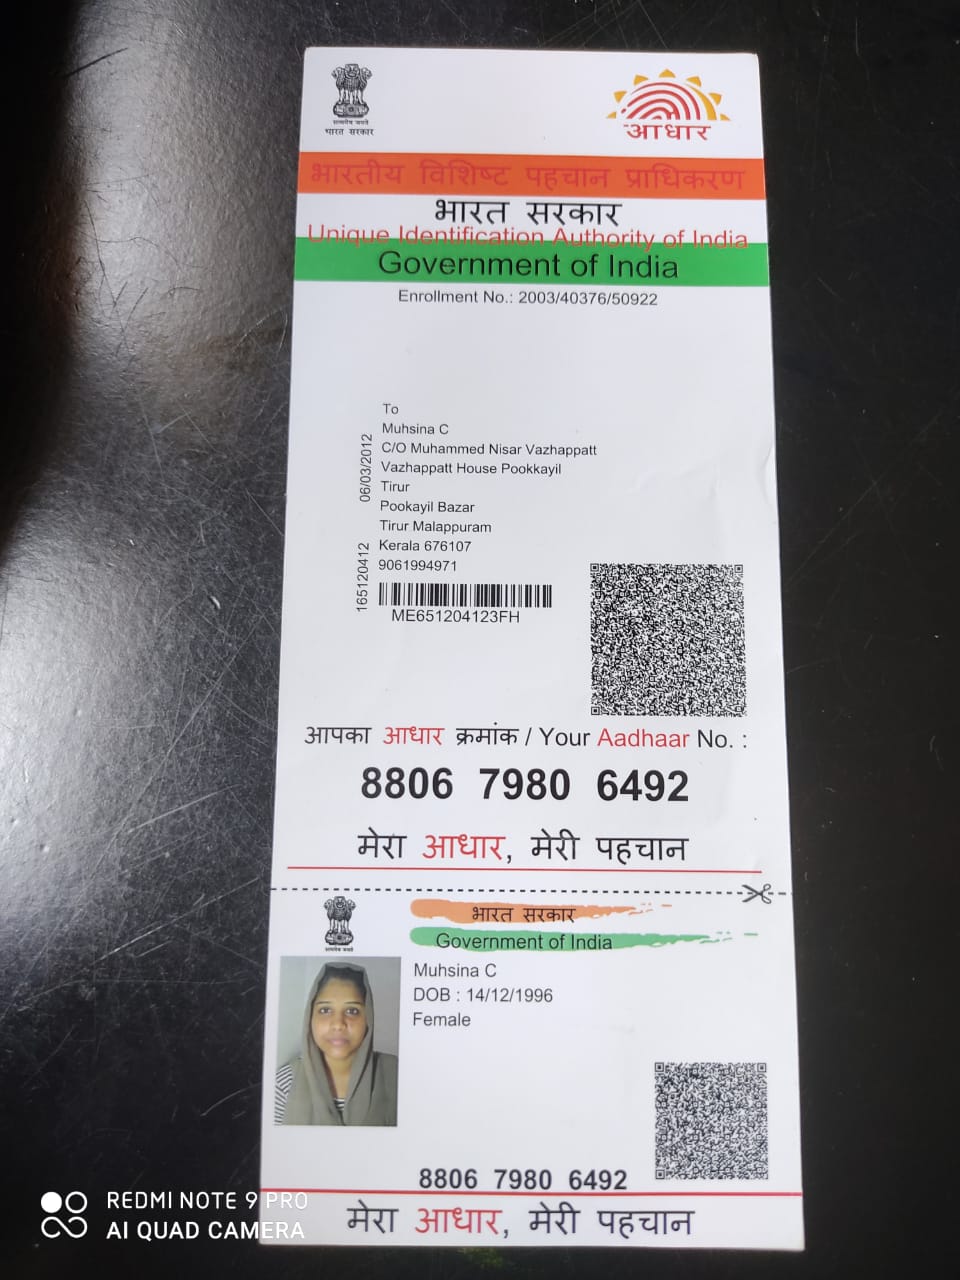 सत्यमेव जयते
भारत सरकार
आधार
भारतीय विशिष्ट पहचान प्राधिकरण
भारत सरकार
Unique Identification Authority of India
Government of India
Enrollment No.: 2003/40376/50922
To
Muhsina C
C/O Muhammed Nisar Vazhappatt
Vazhappatt House Pookkayil
Tirur
Pookayil Bazar
Tirur Malappuram
Kerala 676107
9061994971
06/03/2012
165120412
ME651204123FH
आपका आधार क्रमांक / Your Aadhaar No. :
8806 7980 6492
मेरा आधार, मेरी पहचान
सत्यमेव जयते
भारत सरकार
Government of India
Muhsina C
DOB : 14/12/1996
Female
8806 7980 6492
मेरा आधार, मेरी पहचान
REDMI NOTE 9 PRO
AI QUAD CAMERA